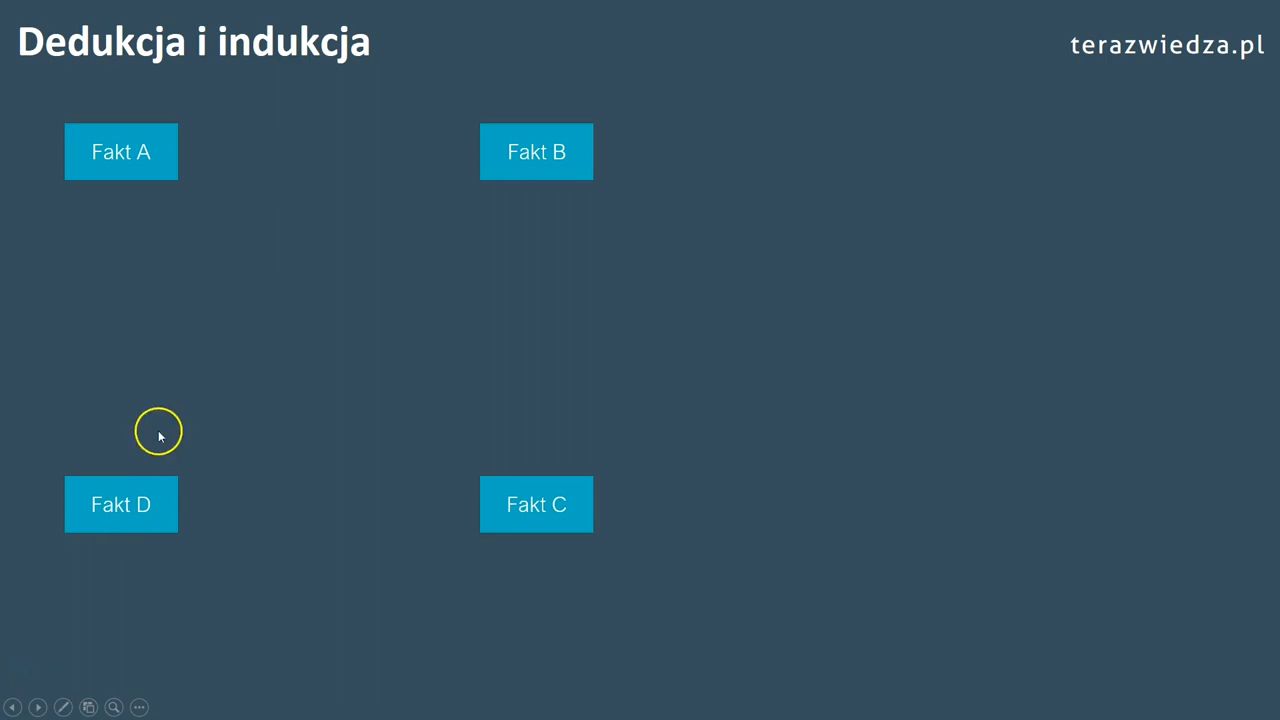 Dedukcja i indukcja
terazwiedza.pl
Fakt A
Fakt B
Fakt D
Fakt C